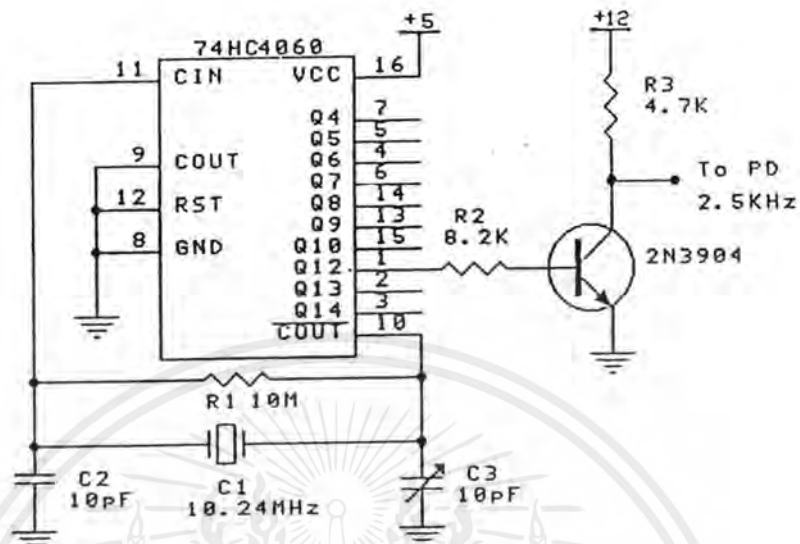 +5
+12
74HC4060
11 CIN
VCC 16
R3
4.7K
Q4 7
Q5 5
9 COUT
Q6 4
Q7 6
To PD
2.5KHz
12 RST
Q8 14
Q9 13
R2
8.2K
8 GND
Q10 15
Q12 1
2N3904
Q13 2
Q14 3
COUT 10
R1 10M
C2
10pF
C1
10.24MHz
C3
10pF